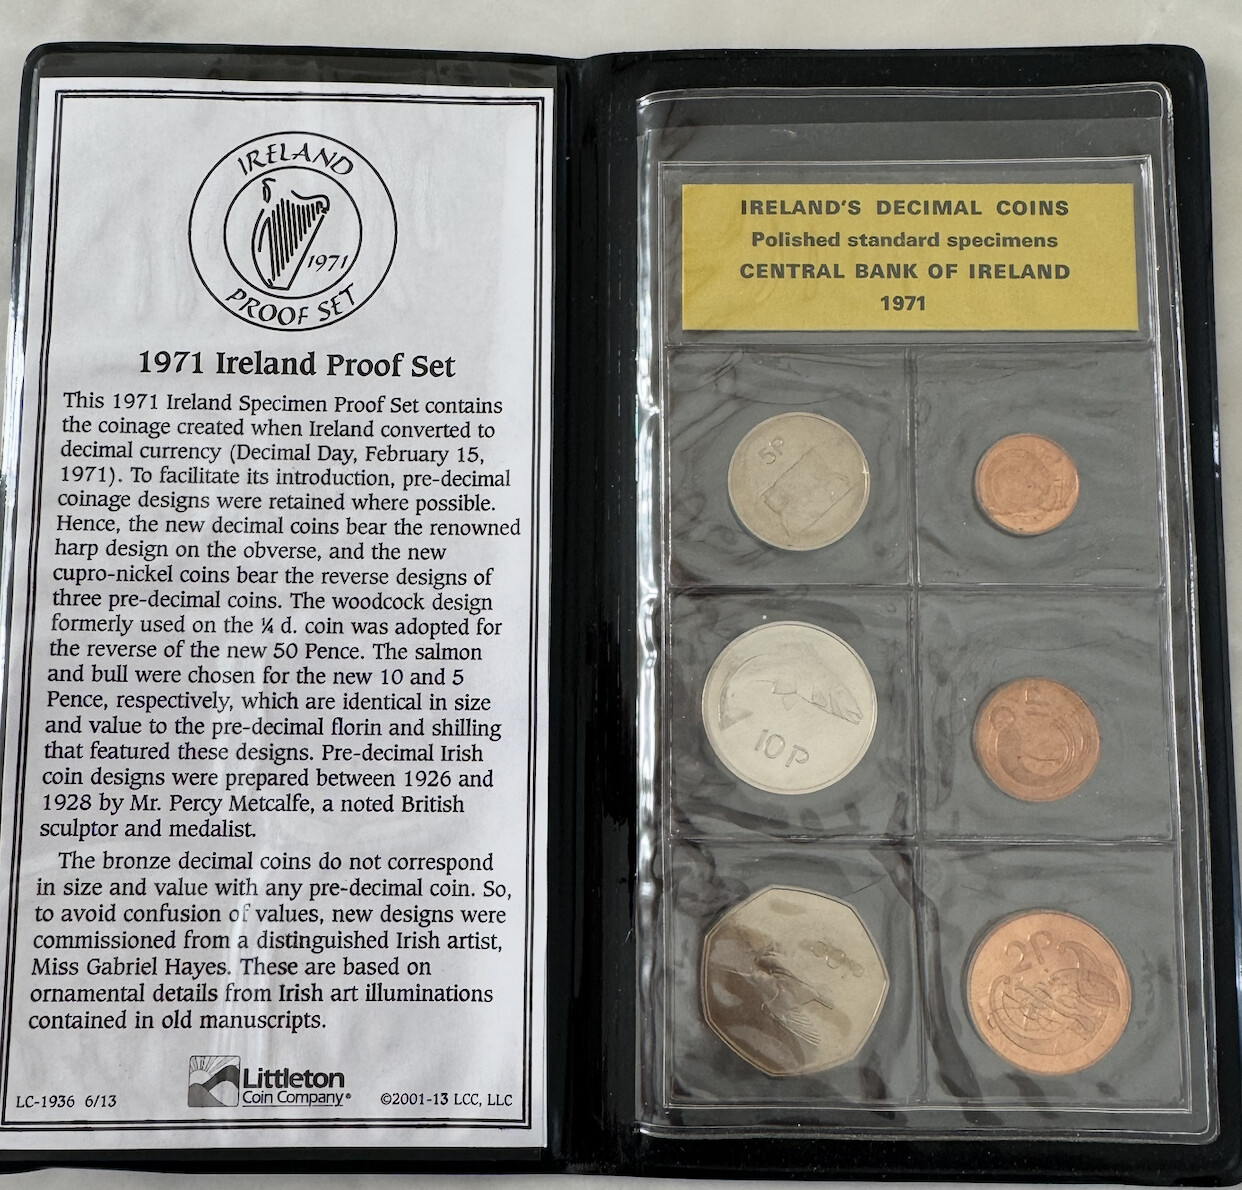 IRELAND
1971
PROOF SET
1971 Ireland Proof Set
This 1971 Ireland Specimen Proof Set contains
the coinage created when Ireland converted to
decimal currency (Decimal Day, February 15,
1971). To facilitate its introduction, pre-decimal
coinage designs were retained where possible.
Hence, the new decimal coins bear the renowned
harp design on the obverse, and the new
cupro-nickel coins bear the reverse designs of
three pre-decimal coins. The woodcock design
formerly used on the ¼ d. coin was adopted for
the reverse of the new 50 Pence. The salmon
and bull were chosen for the new 10 and 5
Pence, respectively, which are identical in size
and value to the pre-decimal florin and shilling
that featured these designs. Pre-decimal Irish
coin designs were prepared between 1926 and
1928 by Mr. Percy Metcalfe, a noted British
sculptor and medalist.
The bronze decimal coins do not correspond
in size and value with any pre-decimal coin. So,
to avoid confusion of values, new designs were
commissioned from a distinguished Irish artist,
Miss Gabriel Hayes. These are based on
ornamental details from Irish art illuminations
contained in old manuscripts.
Littleton
Coin Company®
LC-1936 6/13
©2001-13 LCC, LLC
IRELAND'S DECIMAL COINS
Polished standard specimens
CENTRAL BANK OF IRELAND
1971
5P
10P
50P
2P